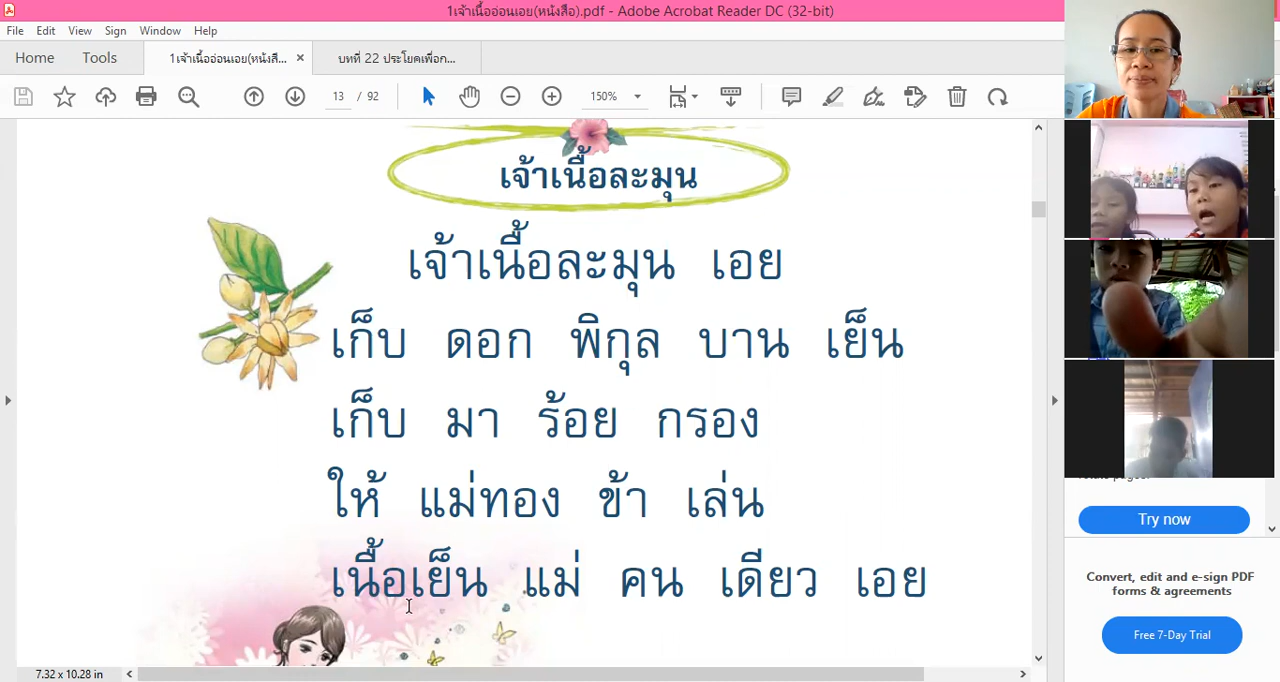 1เจ้าเนื้ออ่อนเอย(หนังสือ).pdf - Adobe Acrobat Reader DC (32-bit)
File Edit View Sign Window Help
Home Tools 1เจ้าเนื้ออ่อนเอย(หนังสื... × บทที่ 22 ประโยคเพื่อก...
13 / 92 150%
เจ้าเนื้อละมุน
เจ้าเนื้อละมุน เอย
เก็บ ดอก พิกุล บาน เย็น
เก็บ มา ร้อย กรอง
ให้ แม่ทอง ข้า เล่น
เนื้อเย็น แม่ คน เดียว เอย
7.32 x 10.28 in
Try now
Convert, edit and e-sign PDF
forms & agreements
Free 7-Day Trial